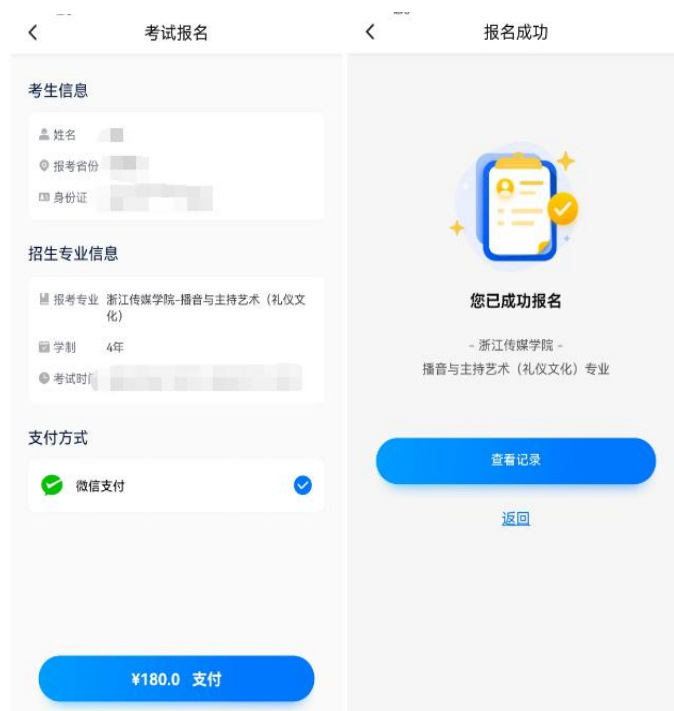 考试报名
考生信息
姓名
报考省份
身份证
招生专业信息
报考专业 浙江传媒学院-播音与主持艺术（礼仪文
化）
学制 4年
考试时间
支付方式
微信支付
¥180.0 支付
报名成功
您已成功报名
- 浙江传媒学院 -
播音与主持艺术（礼仪文化）专业
查看记录
返回